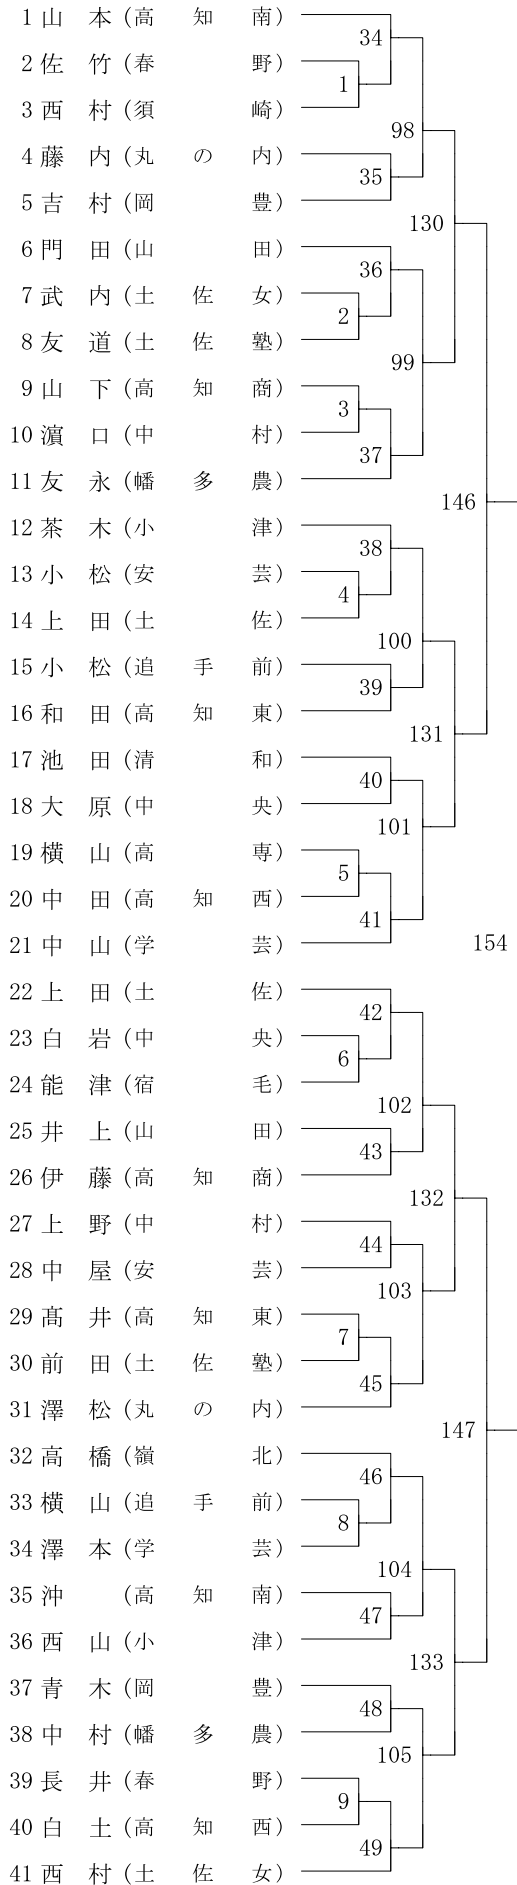 1 山 本 (高 知 南)
34
2 佐 竹 (春 野)
1
3 西 村 (須 崎)
98
4 藤 内 (丸 の 内)
35
5 吉 村 (岡 豊)
130
6 門 田 (山 田)
36
7 武 内 (土 佐 女)
2
8 友 道 (土 佐 塾)
99
9 山 下 (高 知 商)
3
10 濵 口 (中 村)
37
11 友 永 (幡 多 農)
146
12 茶 木 (小 津)
38
13 小 松 (安 芸)
4
14 上 田 (土 佐)
100
15 小 松 (追 手 前)
39
16 和 田 (高 知 東)
131
17 池 田 (清 和)
40
18 大 原 (中 央)
101
19 横 山 (高 専)
5
20 中 田 (高 知 西)
41
21 中 山 (学 芸)
154
22 上 田 (土 佐)
42
23 白 岩 (中 央)
6
24 能 津 (宿 毛)
102
25 井 上 (山 田)
43
26 伊 藤 (高 知 商)
132
27 上 野 (中 村)
44
28 中 屋 (安 芸)
103
29 髙 井 (高 知 東)
7
30 前 田 (土 佐 塾)
45
31 澤 松 (丸 の 内)
147
32 高 橋 (嶺 北)
46
33 横 山 (追 手 前)
8
34 澤 本 (学 芸)
104
35 沖 (高 知 南)
47
36 西 山 (小 津)
133
37 青 木 (岡 豊)
48
38 中 村 (幡 多 農)
105
39 長 井 (春 野)
9
40 白 土 (高 知 西)
49
41 西 村 (土 佐 女)